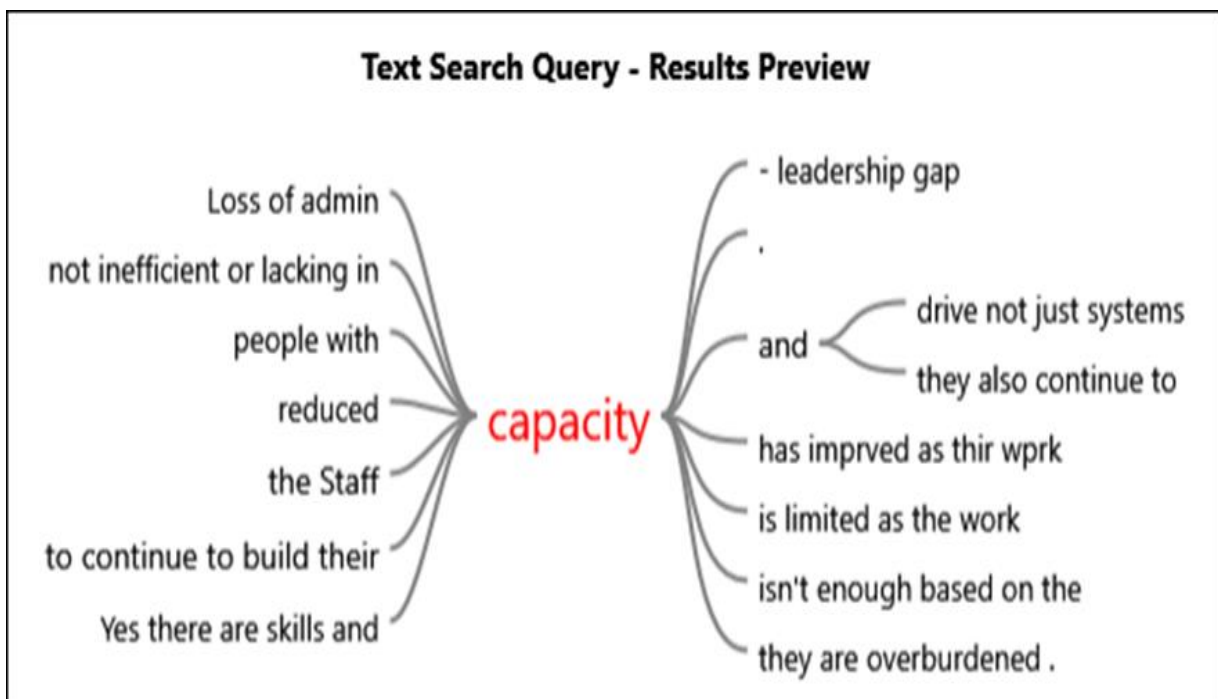 Text Search Query - Results Preview
Loss of admin
not inefficient or lacking in
people with
reduced
the Staff
to continue to build their
Yes there are skills and
capacity
- leadership gap
.
and
drive not just systems
they also continue to
has imprved as thir wprk
is limited as the work
isn't enough based on the
they are overburdened .